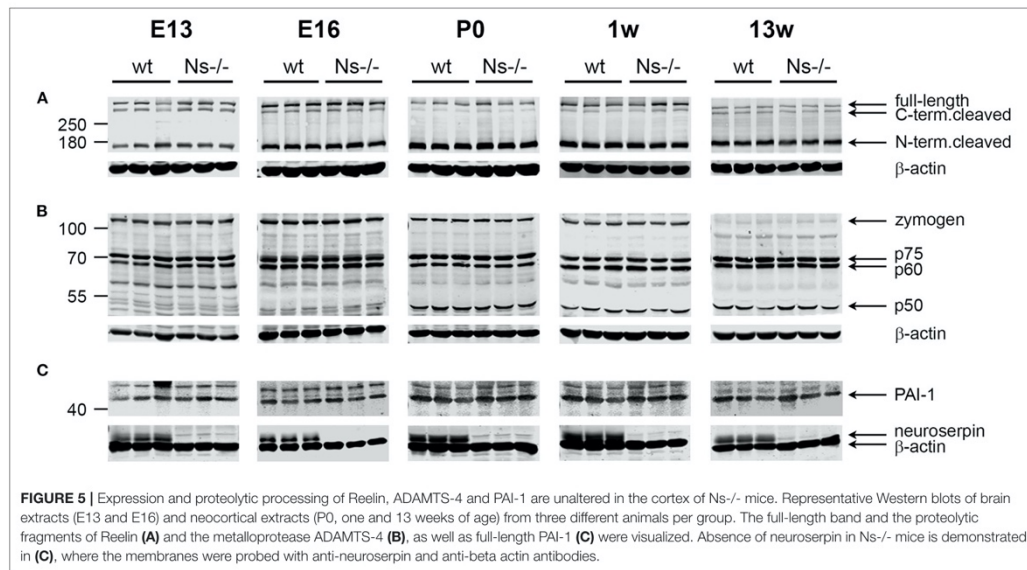 E13 E16 P0 1w 13w
wt Ns-/- wt Ns-/- wt Ns-/- wt Ns-/- wt Ns-/-
A
full-length
C-term.cleaved
250
180
N-term.cleaved
β-actin
B
zymogen
100
70
p75
p60
55
p50
β-actin
C
PAI-1
40
neuroserpin
β-actin
FIGURE 5 | Expression and proteolytic processing of Reelin, ADAMTS-4 and PAI-1 are unaltered in the cortex of Ns-/- mice. Representative Western blots of brain
extracts (E13 and E16) and neocortical extracts (P0, one and 13 weeks of age) from three different animals per group. The full-length band and the proteolytic
fragments of Reelin (A) and the metalloprotease ADAMTS-4 (B), as well as full-length PAI-1 (C) were visualized. Absence of neuroserpin in Ns-/- mice is demonstrated
in (C), where the membranes were probed with anti-neuroserpin and anti-beta actin antibodies.